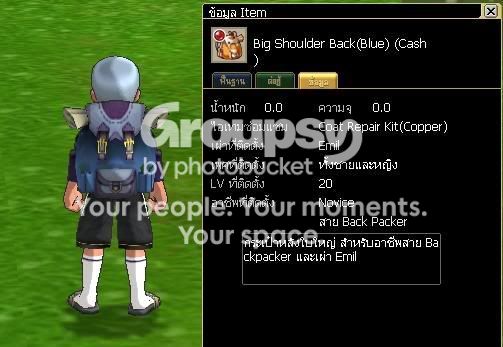 ข้อมูล Item
Big Shoulder Back(Blue) (Cash
)
พื้นฐาน ต่อสู้ ข้อมูล
น้ำหนัก 0.0 ความจุ 0.0
ไอเทมซ่อมแซม Coat Repair Kit(Copper)
เผ่าที่ติดตั้ง Emil
เพศที่ติดตั้ง ทั้งชายและหญิง
LV ที่ติดตั้ง 20
อาชีพที่ติดตั้ง Novice
สาย Back Packer
กระเป๋าหลังใบใหญ่ สำหรับอาชีพสาย Ba
ckpacker และเผ่า Emil
Groupsy
by photobucket
Your people. Your moments.
Your space.